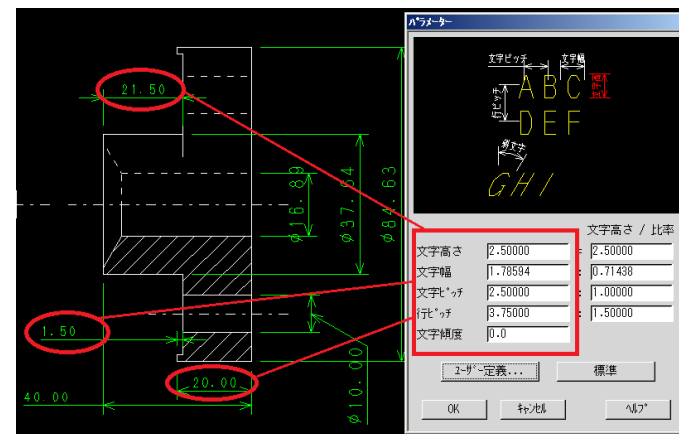 パラメーター
文字ピッチ
文字幅
ABC
文字高さ
行ピッチ
DEF
傾文字
GHI
文字高さ / 比率
文字高さ 2.50000 = 2.50000
文字幅 1.78594 : 0.71438
文字ピッチ 2.50000 : 1.00000
行ピッチ 3.75000 : 1.50000
文字傾度 0.0
ユーザー定義... 標準
OK キャンセル ヘルプ
21.50
φ16.89
φ37.64
φ84.63
1.50
20.00
40.00
φ10.00